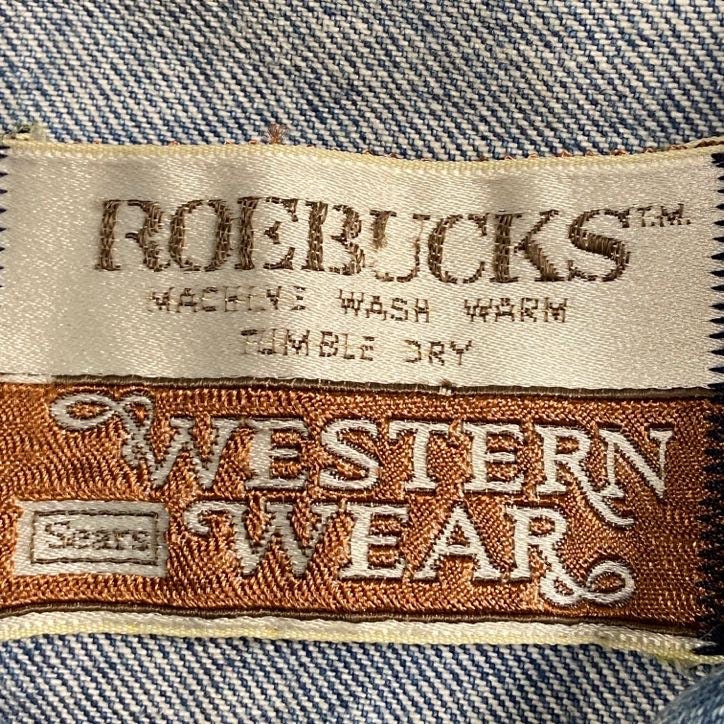 ROEBUCKS T.M.
MACHINE WASH WARM
TUMBLE DRY
WESTERN
Sears WEAR